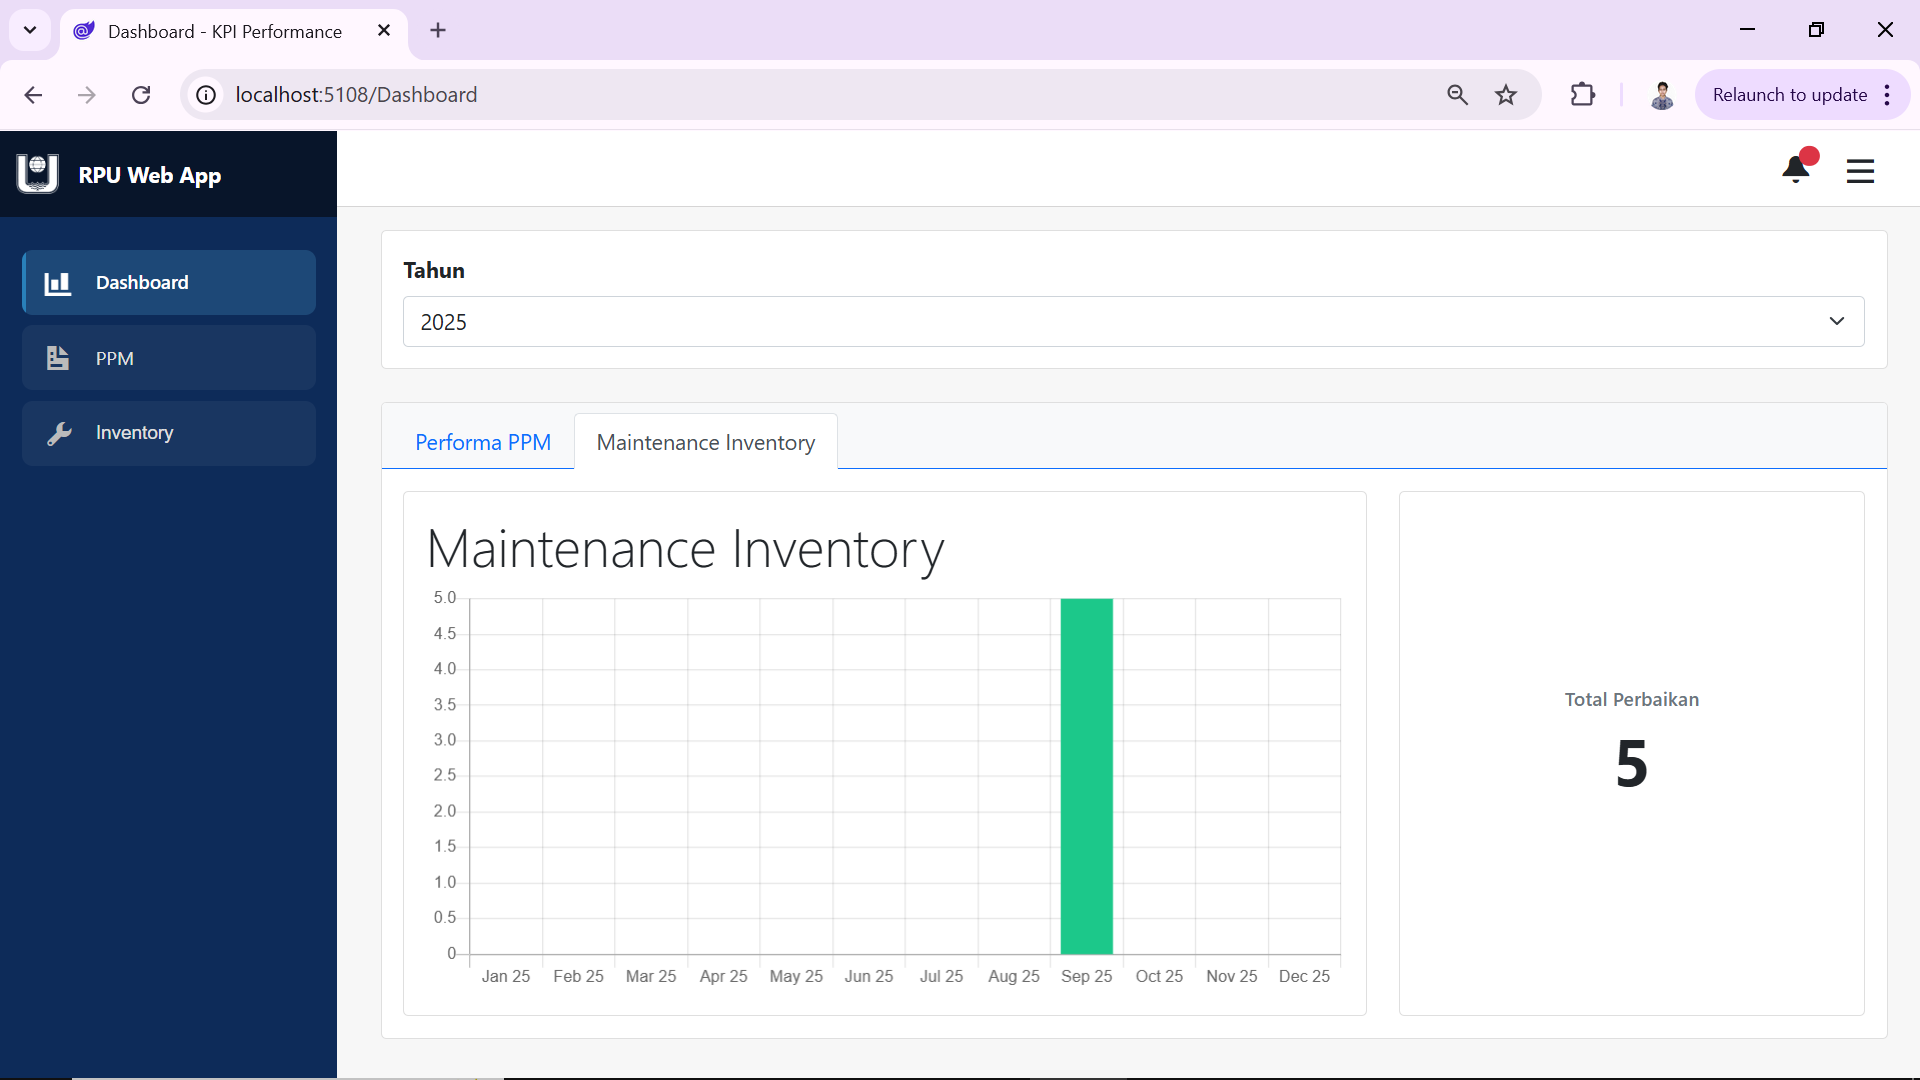 Dashboard - KPI Performance
localhost:5108/Dashboard
Relaunch to update
RPU Web App
Dashboard
PPM
Inventory
Tahun
2025
Performa PPM
Maintenance Inventory
Maintenance Inventory
5.0
4.5
4.0
3.5
3.0
2.5
2.0
1.5
1.0
0.5
0
Jan 25 Feb 25 Mar 25 Apr 25 May 25 Jun 25 Jul 25 Aug 25 Sep 25 Oct 25 Nov 25 Dec 25
Total Perbaikan
5